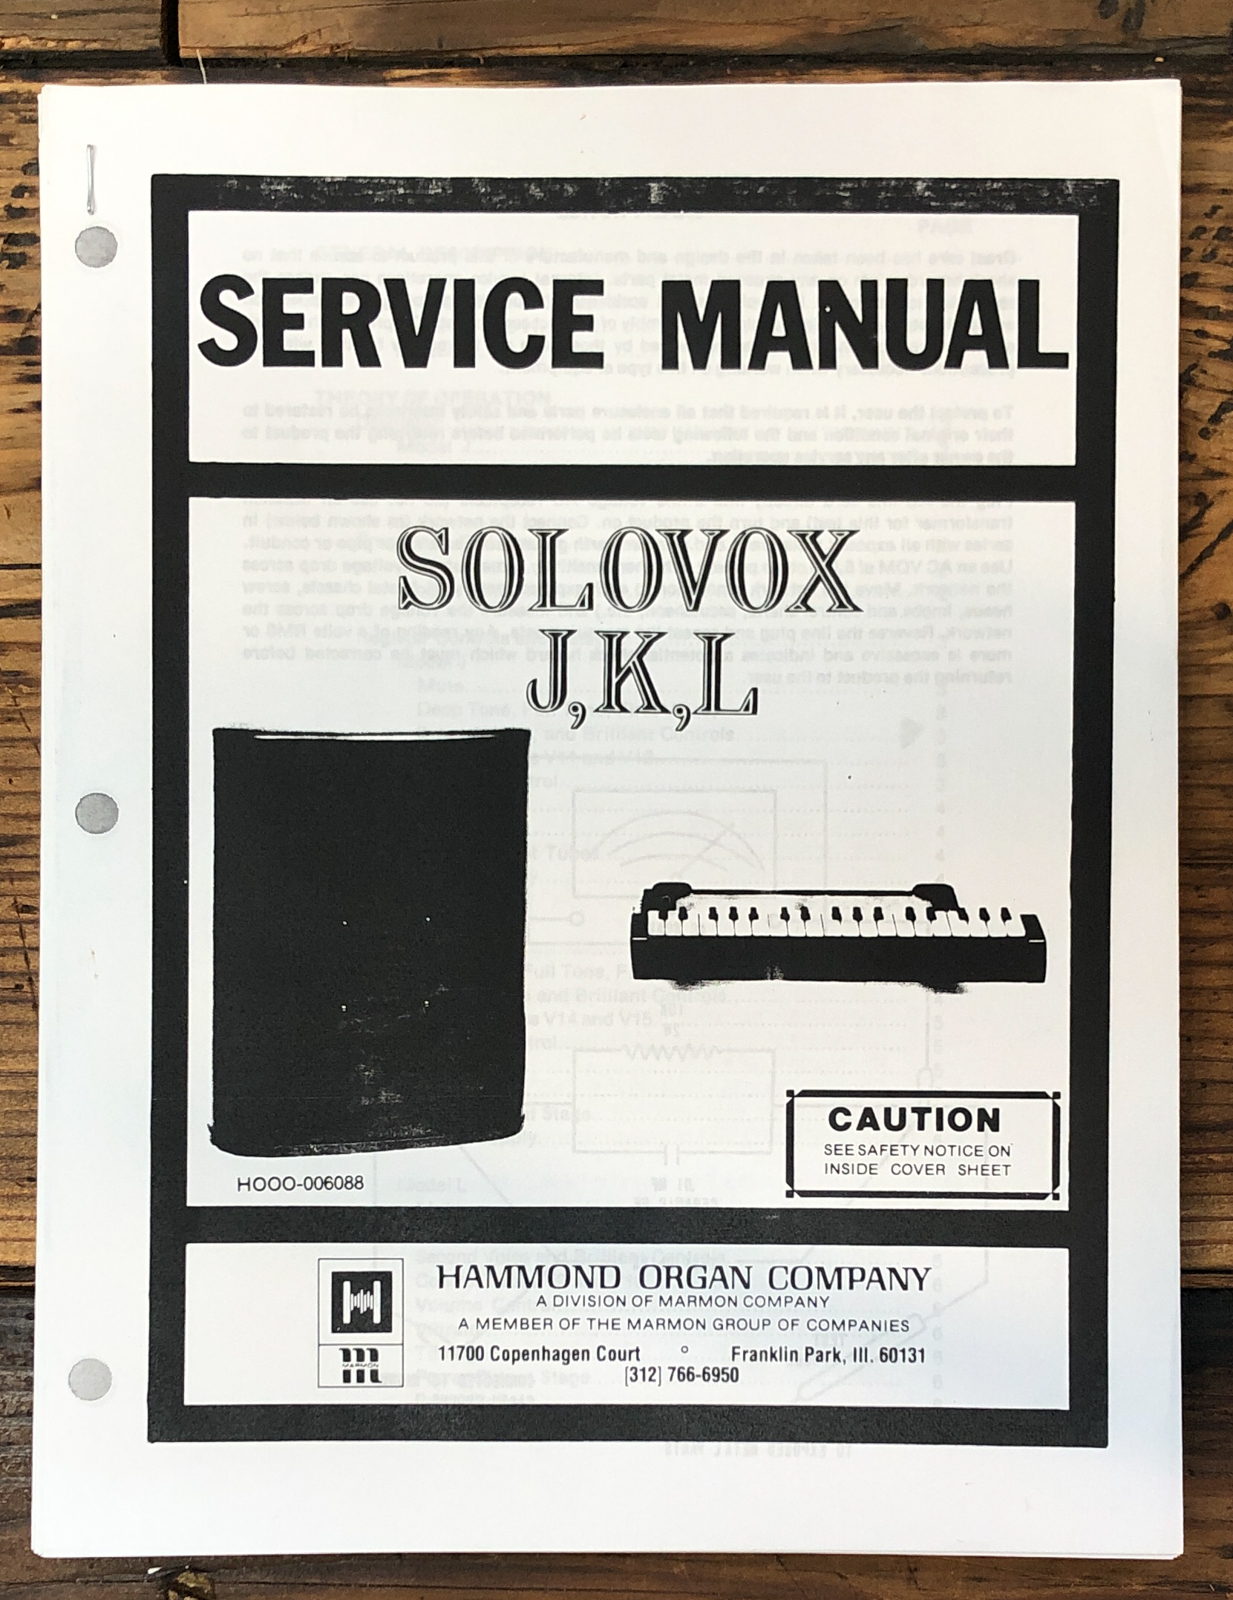 SERVICE MANUAL
SOLOVOX
J,K,L
HOOO-006088
CAUTION
SEE SAFETY NOTICE ON
INSIDE COVER SHEET
HAMMOND ORGAN COMPANY
A DIVISION OF MARMON COMPANY
A MEMBER OF THE MARMON GROUP OF COMPANIES
MARMON
11700 Copenhagen Court ° Franklin Park, Ill. 60131
[312] 766-6950